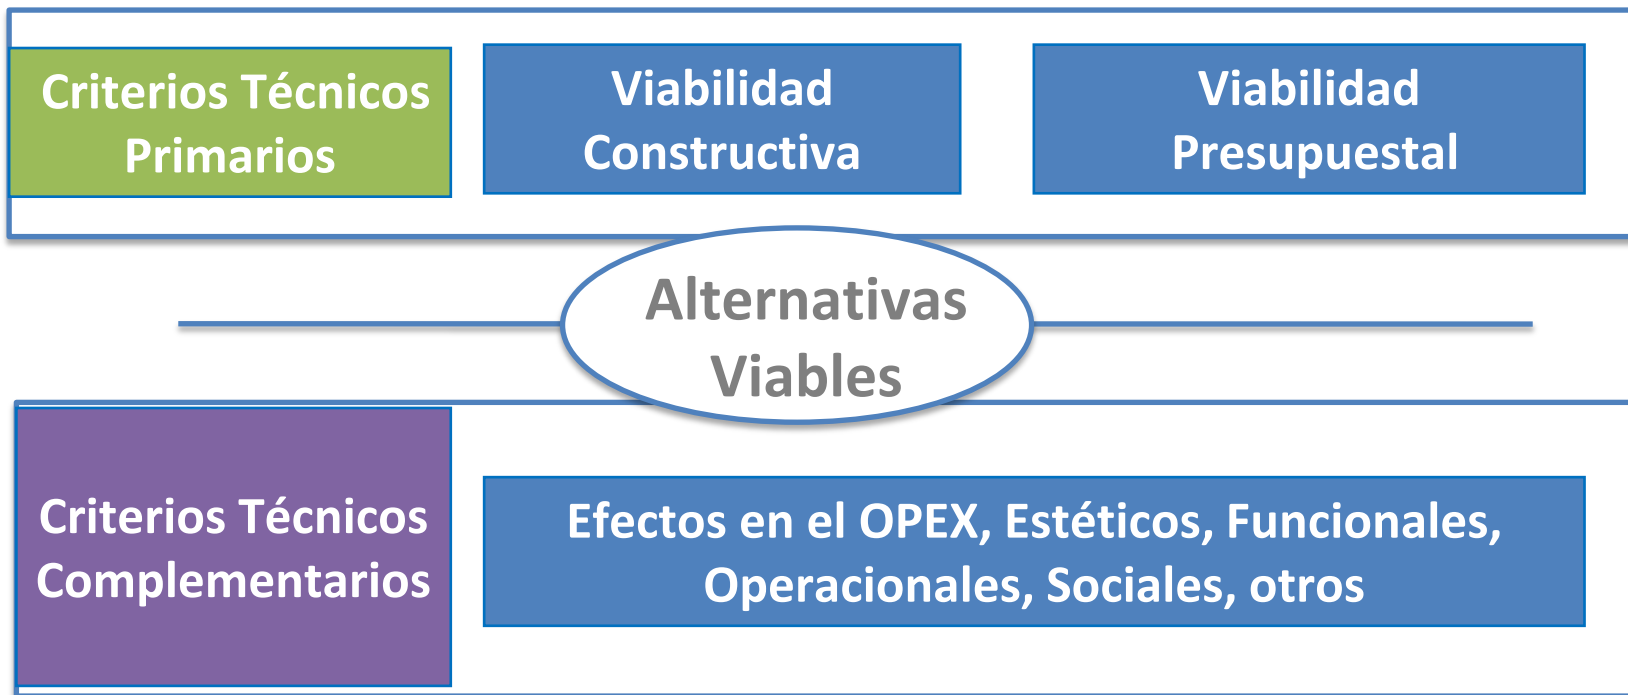 Criterios Técnicos
Primarios
Viabilidad
Constructiva
Viabilidad
Presupuestal
Alternativas
Viables
Criterios Técnicos
Complementarios
Efectos en el OPEX, Estéticos, Funcionales,
Operacionales, Sociales, otros